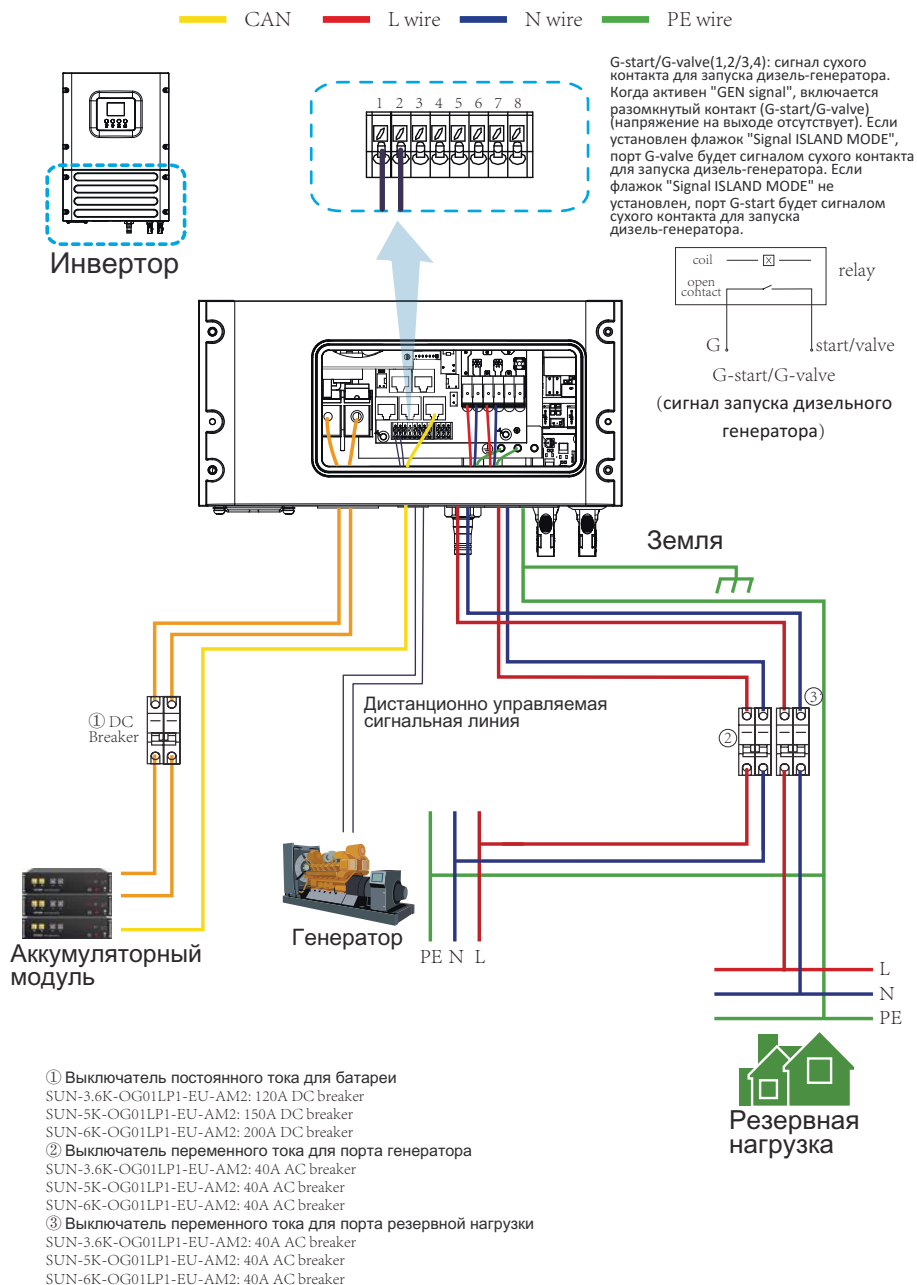 CAN L wire N wire PE wire
G-start/G-valve(1,2/3,4): сигнал сухого
контакта для запуска дизель-генератора.
Когда активен "GEN signal", включается
разомкнутый контакт (G-start/G-valve)
(напряжение на выходе отсутствует). Если
установлен флажок "Signal ISLAND MODE",
порт G-valve будет сигналом сухого контакта
для запуска дизель-генератора. Если
флажок "Signal ISLAND MODE" не
установлен, порт G-start будет сигналом
сухого контакта для запуска
дизель-генератора.
1 2 3 4 5 6 7 8
Инвертор
coil
open
contact
relay
G
start/valve
G-start/G-valve
(сигнал запуска дизельного
генератора)
Земля
Дистанционно управляемая
сигнальная линия
① DC
Breaker
②
③
Аккумуляторный
модуль
Генератор
PE N L
L
N
PE
Резервная
нагрузка
① Выключатель постоянного тока для батареи
SUN-3.6K-OG01LP1-EU-AM2: 120A DC breaker
SUN-5K-OG01LP1-EU-AM2: 150A DC breaker
SUN-6K-OG01LP1-EU-AM2: 200A DC breaker
② Выключатель переменного тока для порта генератора
SUN-3.6K-OG01LP1-EU-AM2: 40A AC breaker
SUN-5K-OG01LP1-EU-AM2: 40A AC breaker
SUN-6K-OG01LP1-EU-AM2: 40A AC breaker
③ Выключатель переменного тока для порта резервной нагрузки
SUN-3.6K-OG01LP1-EU-AM2: 40A AC breaker
SUN-5K-OG01LP1-EU-AM2: 40A AC breaker
SUN-6K-OG01LP1-EU-AM2: 40A AC breaker